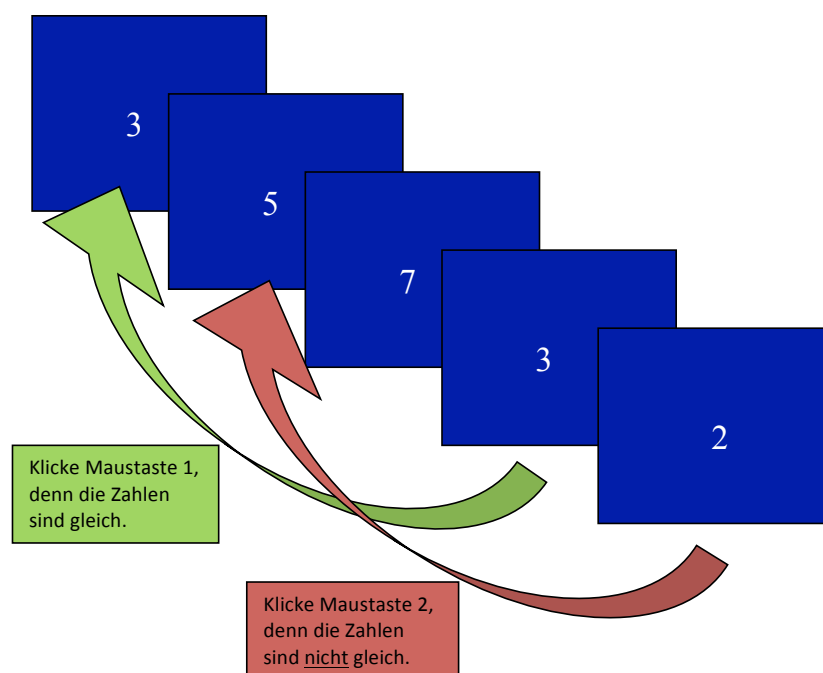 3
5
7
3
2
Klicke Maustaste 1,
denn die Zahlen
sind gleich.
Klicke Maustaste 2,
denn die Zahlen
sind nicht gleich.